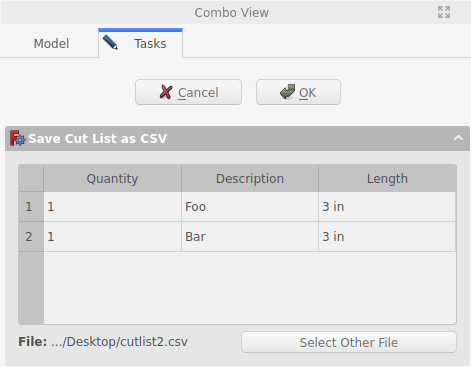 Combo View
Model Tasks
Cancel OK
Save Cut List as CSV
Quantity Description Length
1 1 Foo 3 in
2 1 Bar 3 in
File: .../Desktop/cutlist2.csv Select Other File